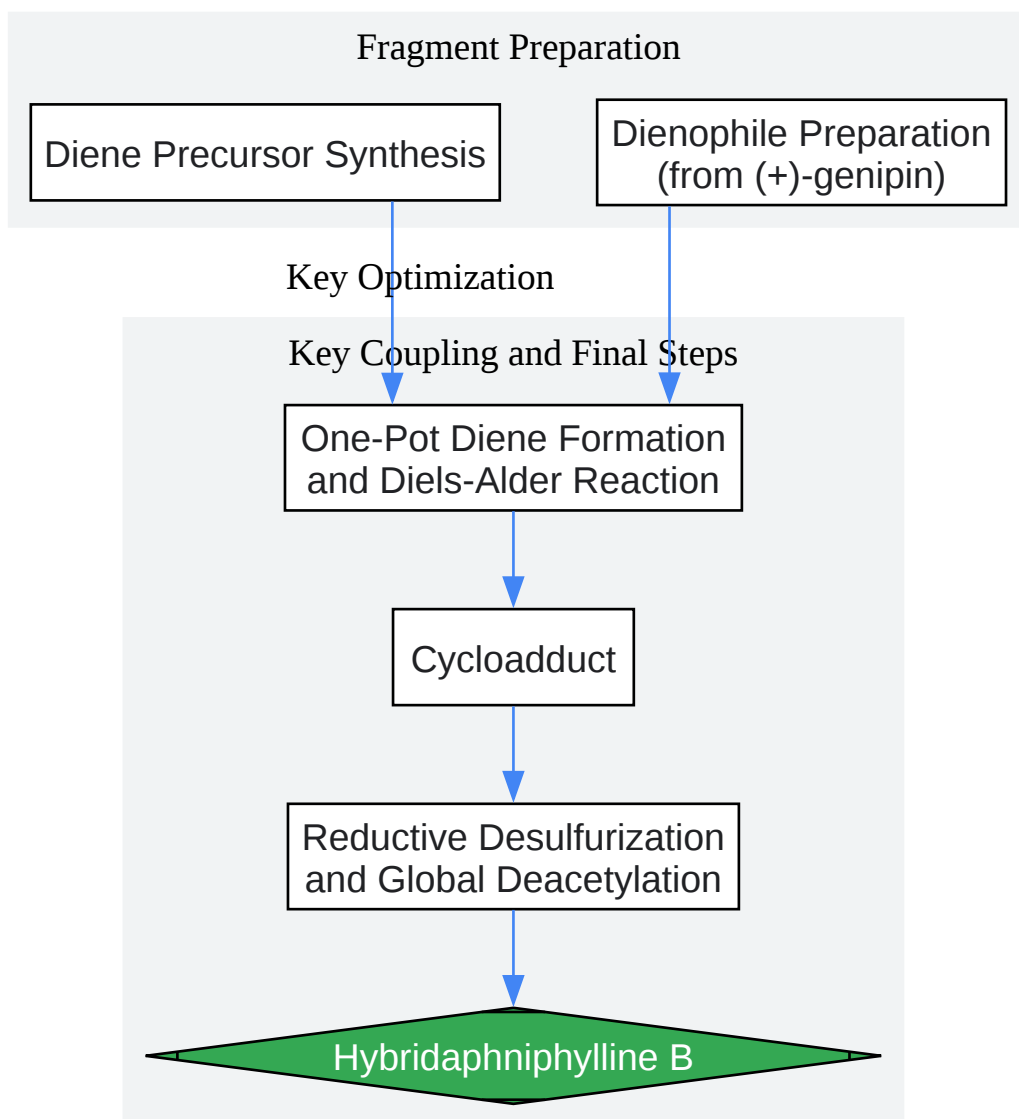 Fragment Preparation
Diene Precursor Synthesis
Dienophile Preparation
(from (+)-genipin)
Key Optimization
Key Coupling and Final Steps
One-Pot Diene Formation
and Diels-Alder Reaction
Cycloadduct
Reductive Desulfurization
and Global Deacetylation
Hybridaphniphylline B